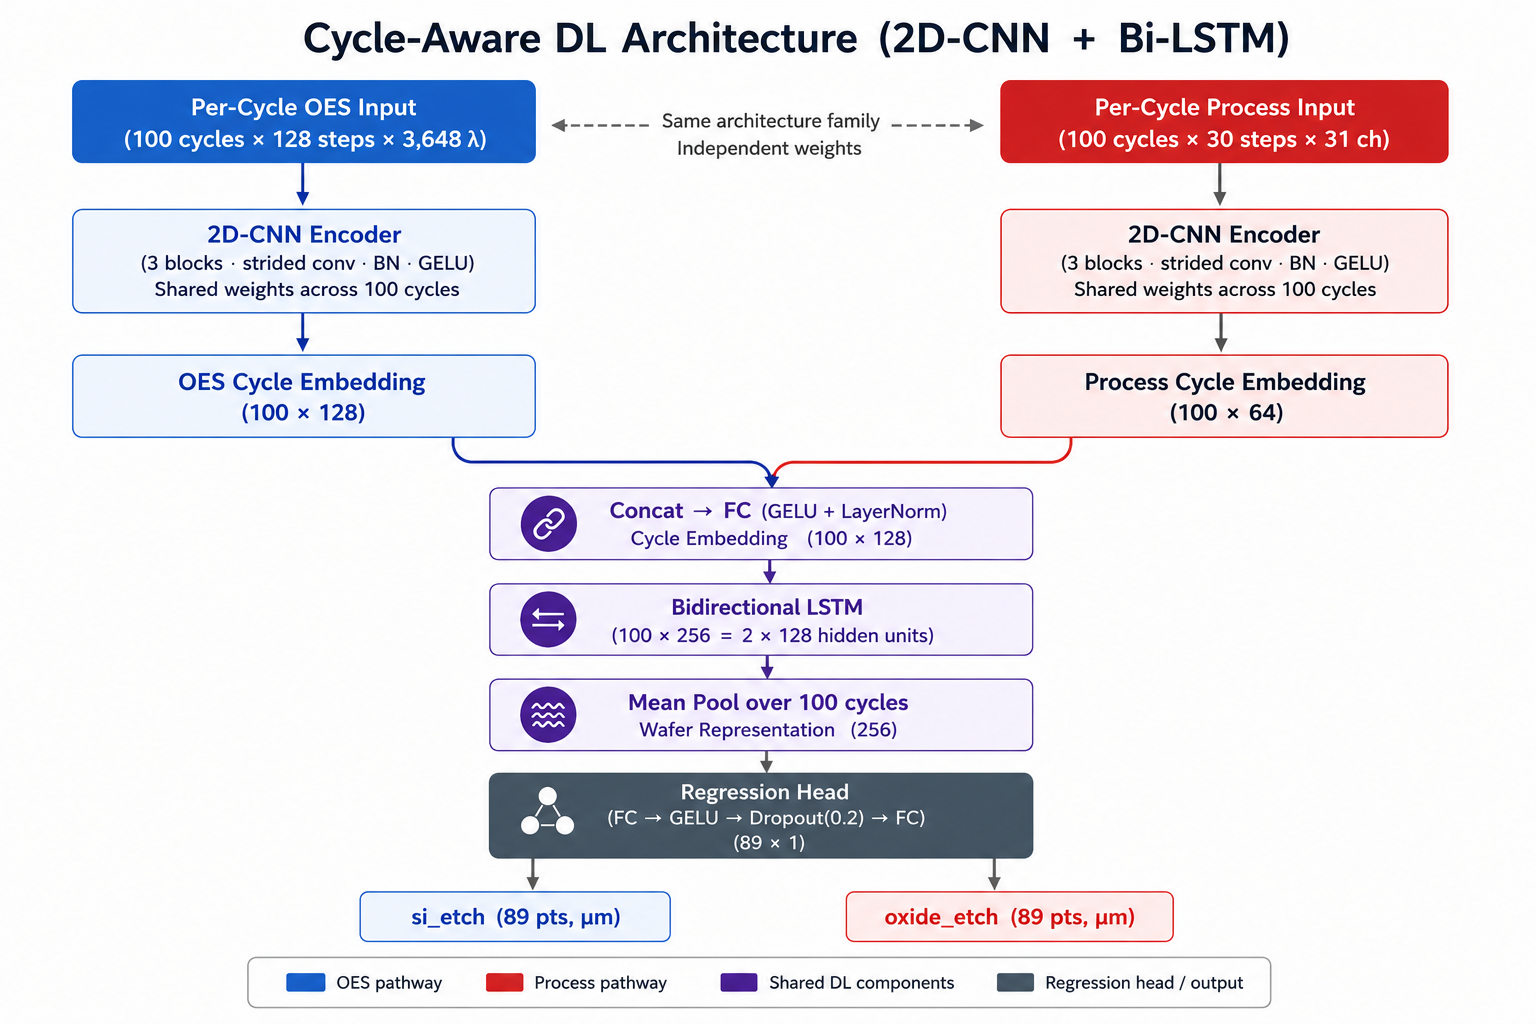 Cycle-Aware DL Architecture (2D-CNN + Bi-LSTM)
Per-Cycle OES Input
(100 cycles × 128 steps × 3,648 λ)
Same architecture family
Independent weights
Per-Cycle Process Input
(100 cycles × 30 steps × 31 ch)
2D-CNN Encoder
(3 blocks · strided conv · BN · GELU)
Shared weights across 100 cycles
2D-CNN Encoder
(3 blocks · strided conv · BN · GELU)
Shared weights across 100 cycles
OES Cycle Embedding
(100 × 128)
Process Cycle Embedding
(100 × 64)
Concat → FC (GELU + LayerNorm)
Cycle Embedding (100 × 128)
Bidirectional LSTM
(100 × 256 = 2 × 128 hidden units)
Mean Pool over 100 cycles
Wafer Representation (256)
Regression Head
(FC → GELU → Dropout(0.2) → FC)
(89 × 1)
si_etch (89 pts, µm)
oxide_etch (89 pts, µm)
OES pathway
Process pathway
Shared DL components
Regression head / output